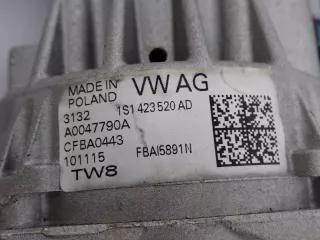 MADE IN
POLAND
VW AG
3132
1S1 423 520 AD
A0047790A
CFBA0443
101115
FBAI5891N
TW8